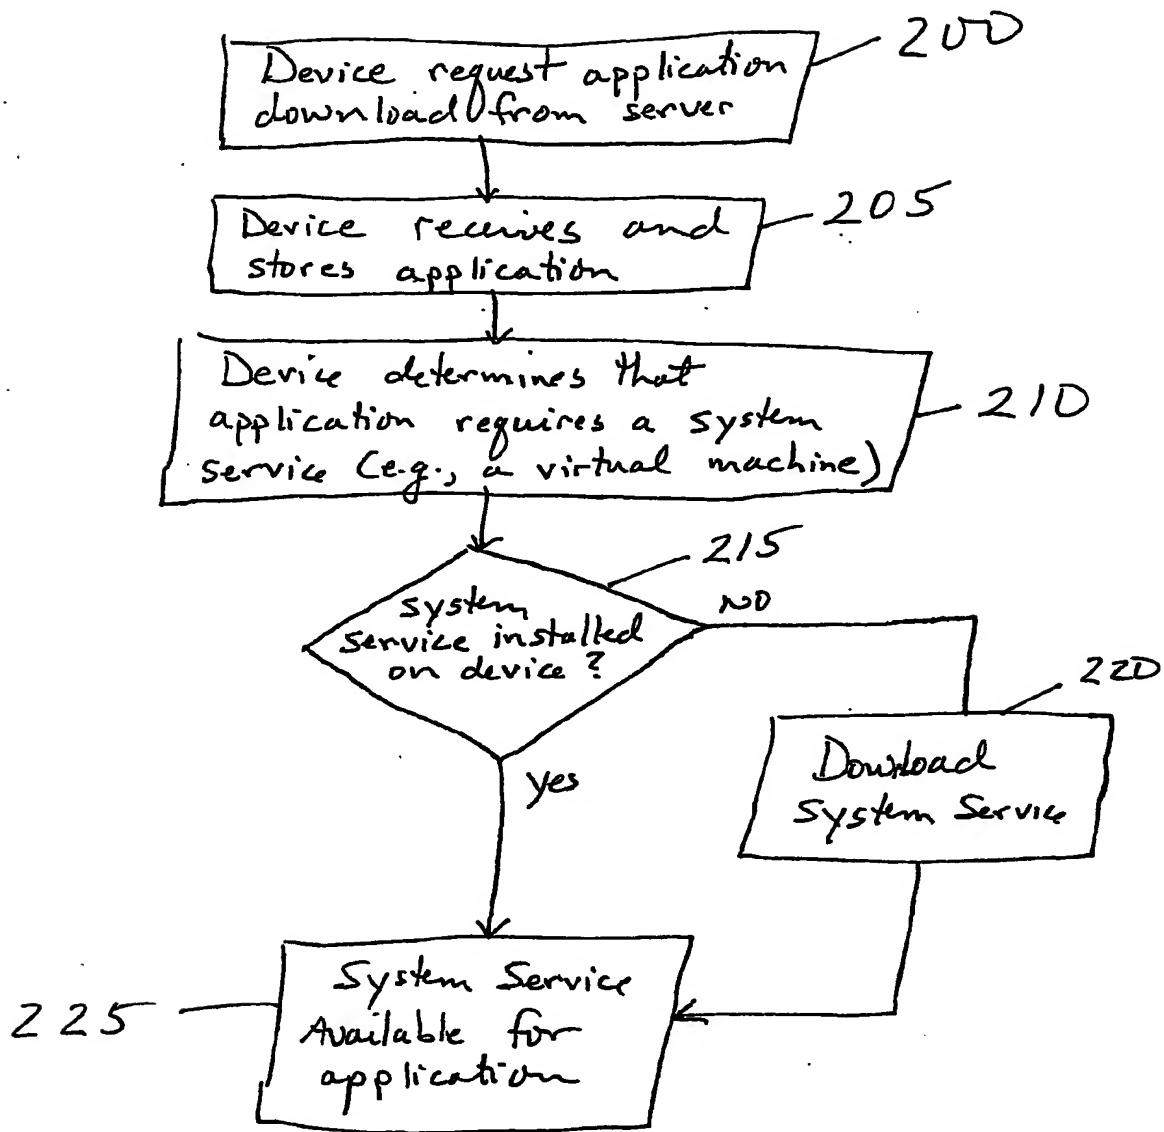 200
Device request application
download from server
205
Device receives and
stores application
210
Device determines that
application requires a system
service (e.g., a virtual machine)
215
system
service installed
on device?
NO
220
Download
System Service
yes
225
System Service
Available for
application